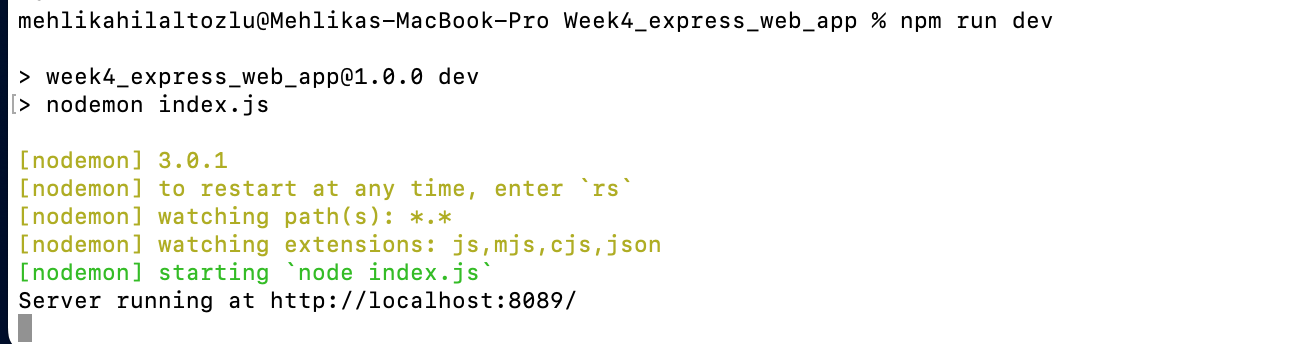 mehlikahilaltozlu@Mehlikas-MacBook-Pro Week4_express_web_app % npm run dev
> week4_express_web_app@1.0.0 dev
[> nodemon index.js
[nodemon] 3.0.1
[nodemon] to restart at any time, enter `rs`
[nodemon] watching path(s): *.*
[nodemon] watching extensions: js,mjs,cjs,json
[nodemon] starting `node index.js`
Server running at http://localhost:8089/